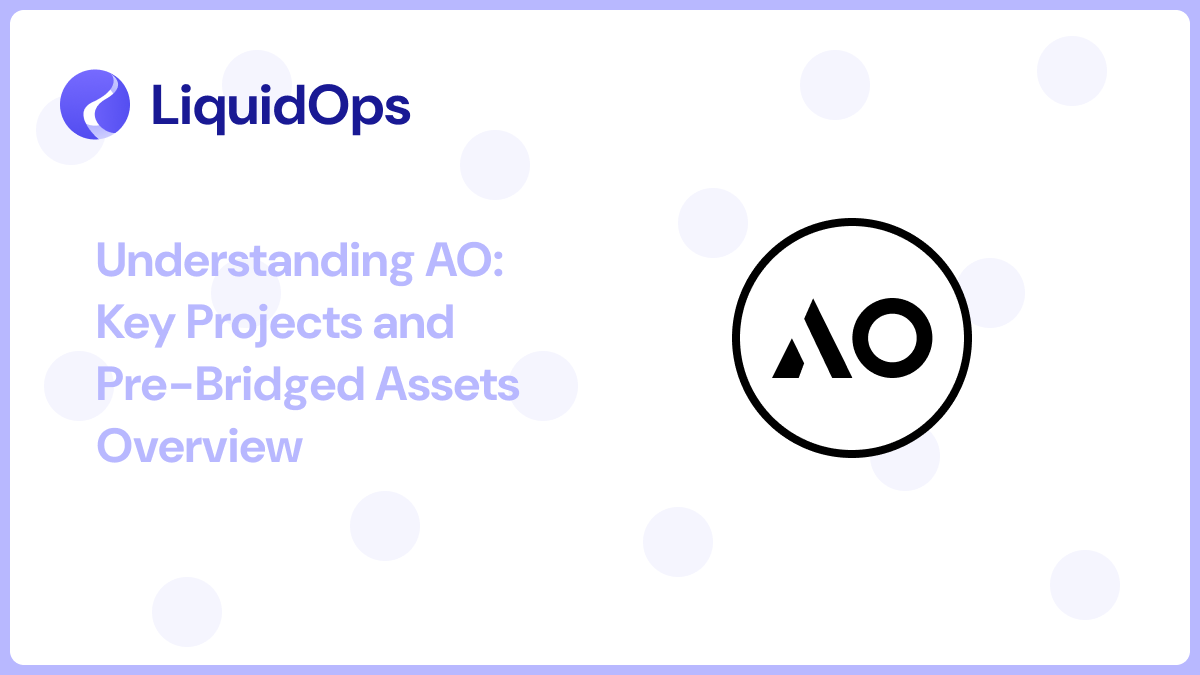 LiquidOps
Understanding AO:
Key Projects and
Pre-Bridged Assets
Overview
AO